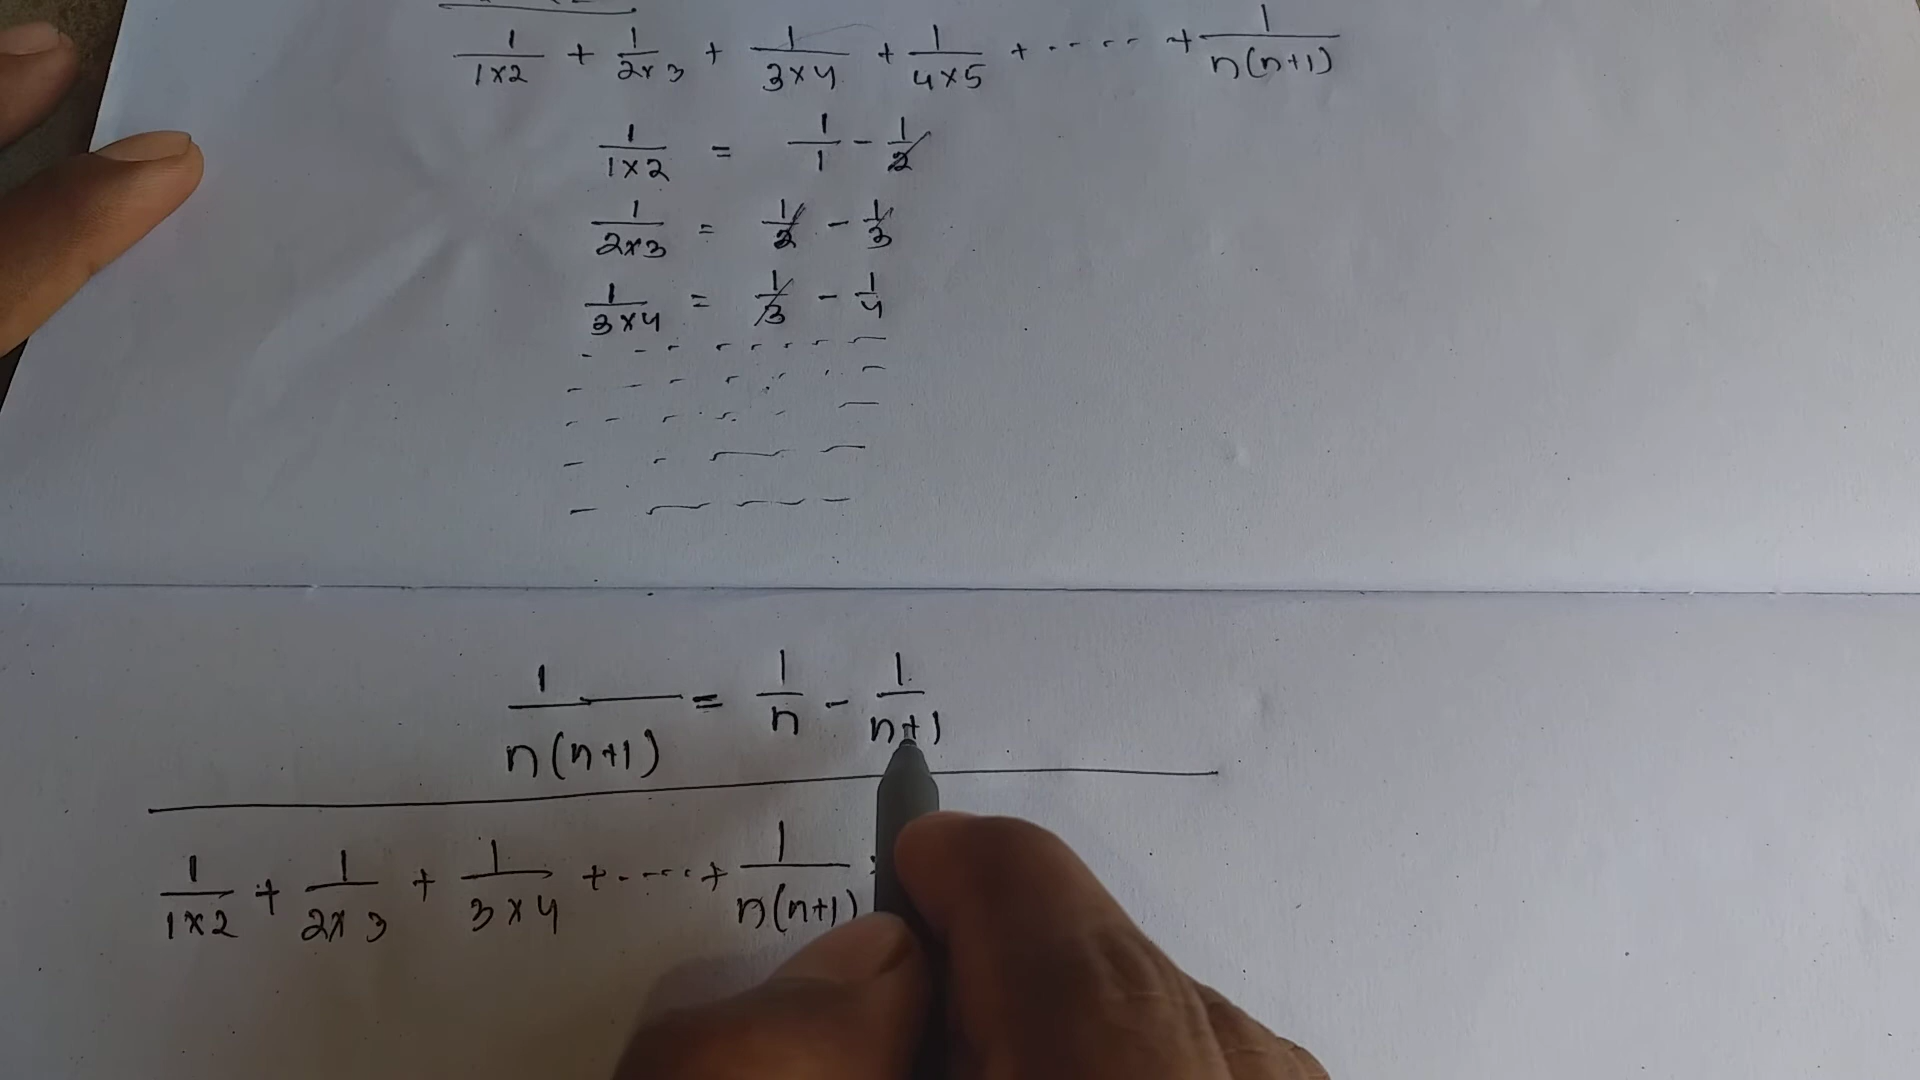 1/(1×2) + 1/(2×3) + 1/(3×4) + 1/(4×5) + ..... + 1/(n(n+1))
1/(1×2) = 1/1 - 1/2
1/(2×3) = 1/2 - 1/3
1/(3×4) = 1/3 - 1/4
1/(n(n+1)) = 1/n - 1/(n+1)
1/(1×2) + 1/(2×3) + 1/(3×4) + ..... + 1/(n(n+1))